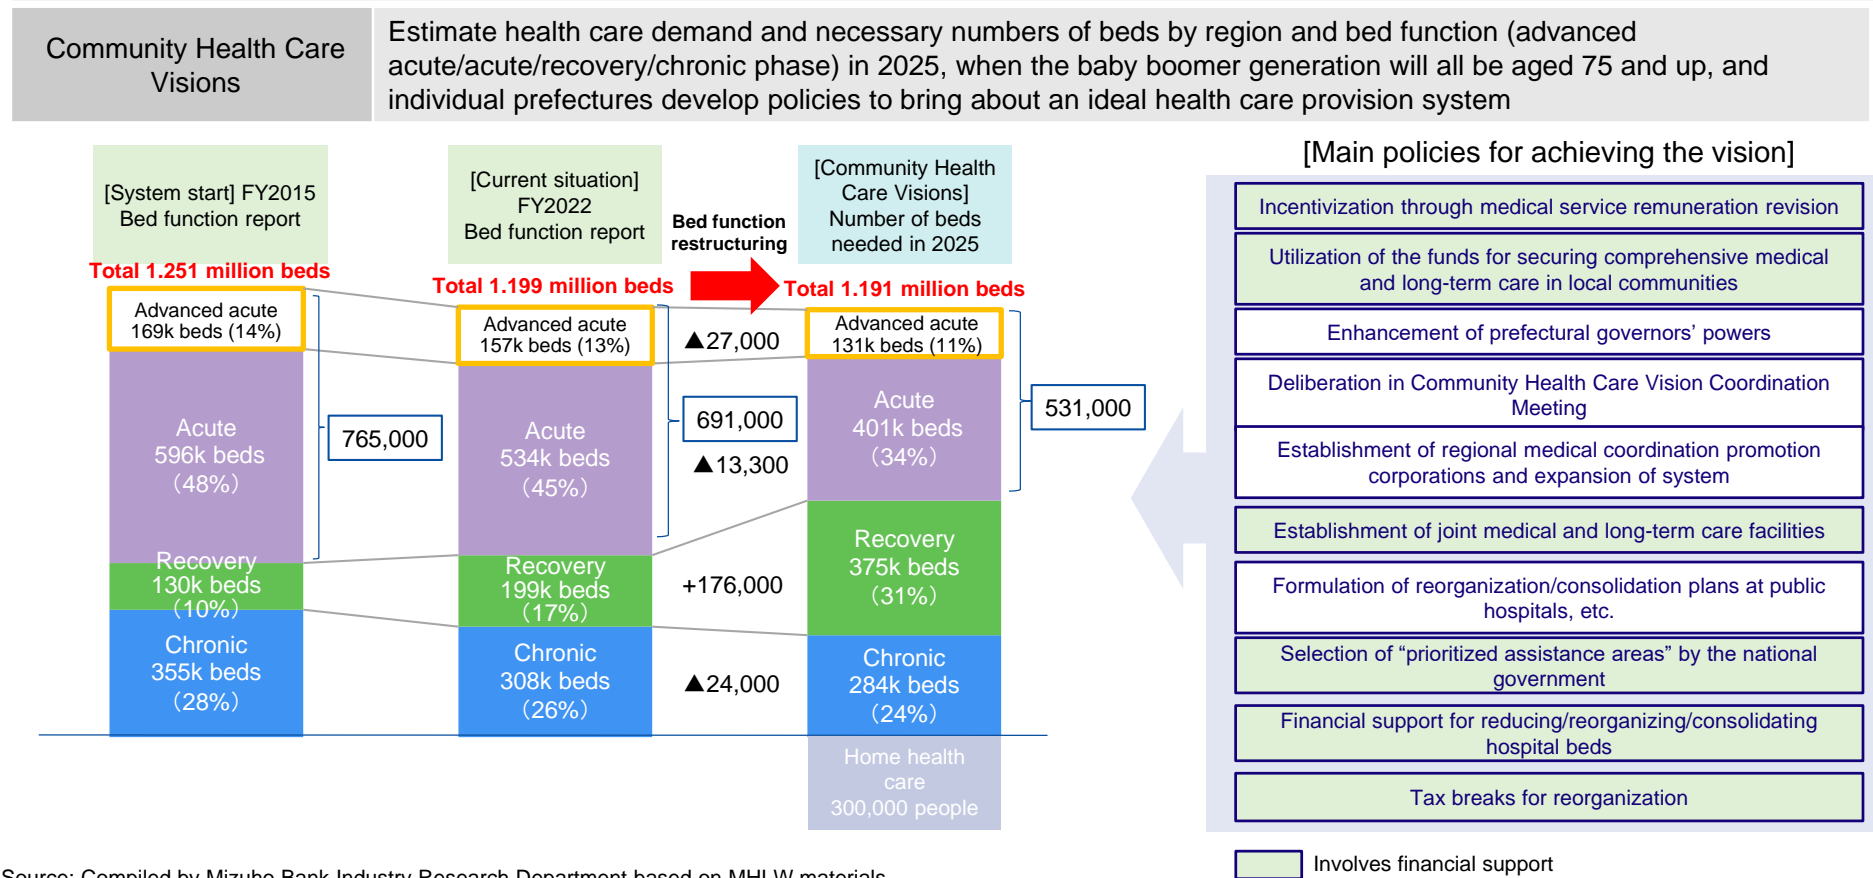 Community Health Care
Visions
Estimate health care demand and necessary numbers of beds by region and bed function (advanced
acute/acute/recovery/chronic phase) in 2025, when the baby boomer generation will all be aged 75 and up, and
individual prefectures develop policies to bring about an ideal health care provision system
[System start] FY2015
Bed function report
Total 1.251 million beds
Advanced acute
169k beds (14%)
Acute
596k beds
（48%）
Recovery
130k beds
（10%）
Chronic
355k beds
（28%）
765,000
[Current situation]
FY2022
Bed function report
Total 1.199 million beds
Advanced acute
157k beds (13%)
Acute
534k beds
（45%）
Recovery
199k beds
（17%）
Chronic
308k beds
（26%）
Bed function
restructuring
▲27,000
691,000
▲13,300
+176,000
▲24,000
[Community Health
Care Visions]
Number of beds
needed in 2025
Total 1.191 million beds
Advanced acute
131k beds (11%)
Acute
401k beds
（34%）
Recovery
375k beds
（31%）
Chronic
284k beds
（24%）
Home health
care
300,000 people
531,000
[Main policies for achieving the vision]
Incentivization through medical service remuneration revision
Utilization of the funds for securing comprehensive medical
and long-term care in local communities
Enhancement of prefectural governors’ powers
Deliberation in Community Health Care Vision Coordination
Meeting
Establishment of regional medical coordination promotion
corporations and expansion of system
Establishment of joint medical and long-term care facilities
Formulation of reorganization/consolidation plans at public
hospitals, etc.
Selection of “prioritized assistance areas” by the national
government
Financial support for reducing/reorganizing/consolidating
hospital beds
Tax breaks for reorganization
Involves financial support
Source: Compiled by Mizuho Bank Industry Research Department based on MHLW materials